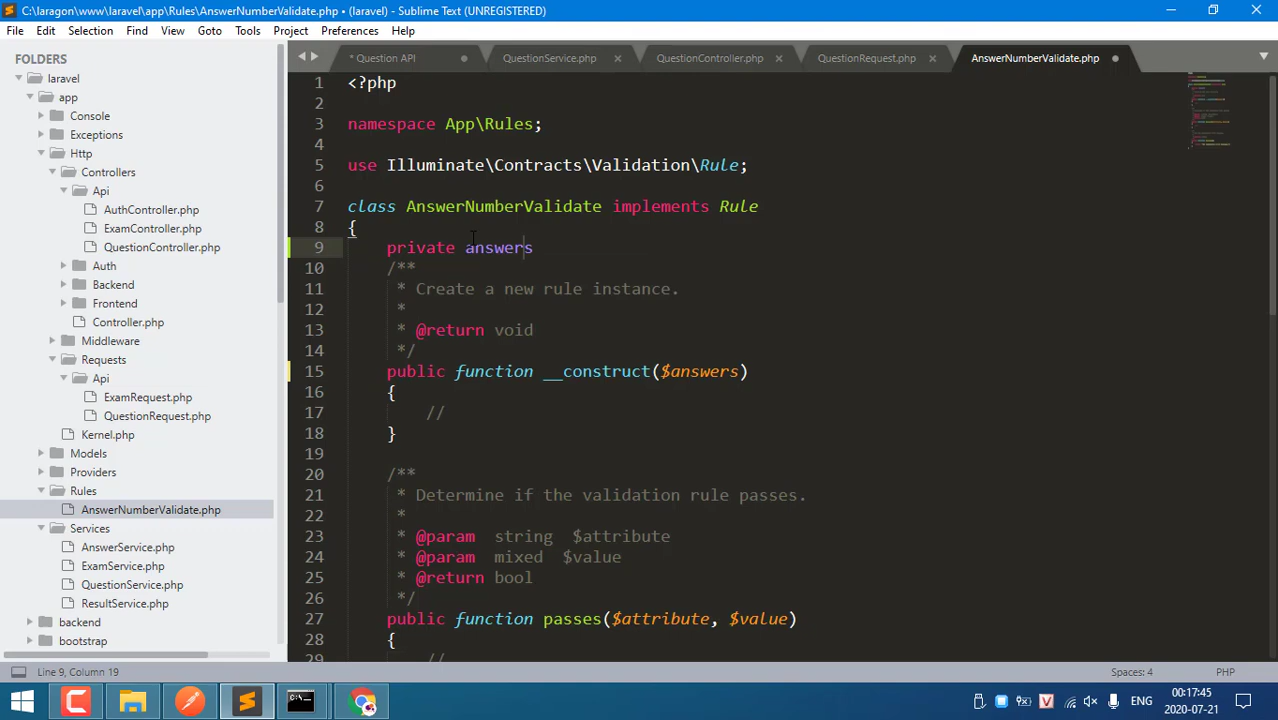 C:\laragon\www\laravel\app\Rules\AnswerNumberValidate.php • (laravel) - Sublime Text (UNREGISTERED)
File Edit Selection Find View Goto Tools Project Preferences Help
FOLDERS
laravel
app
Console
Exceptions
Http
Controllers
Api
AuthController.php
ExamController.php
QuestionController.php
Auth
Backend
Frontend
Controller.php
Middleware
Requests
Api
ExamRequest.php
QuestionRequest.php
Kernel.php
Models
Providers
Rules
AnswerNumberValidate.php
Services
AnswerService.php
ExamService.php
QuestionService.php
ResultService.php
backend
bootstrap
* Question API QuestionService.php × QuestionController.php × QuestionRequest.php × AnswerNumberValidate.php
1 <?php
2
3 namespace App\Rules;
4
5 use Illuminate\Contracts\Validation\Rule;
6
7 class AnswerNumberValidate implements Rule
8 {
9 private answers
10 /**
11 * Create a new rule instance.
12 *
13 * @return void
14 */
15 public function __construct($answers)
16 {
17 //
18 }
19
20 /**
21 * Determine if the validation rule passes.
22 *
23 * @param string $attribute
24 * @param mixed $value
25 * @return bool
26 */
27 public function passes($attribute, $value)
28 {
29 //
Line 9, Column 19 Spaces: 4 PHP
ENG 00:17:45
2020-07-21